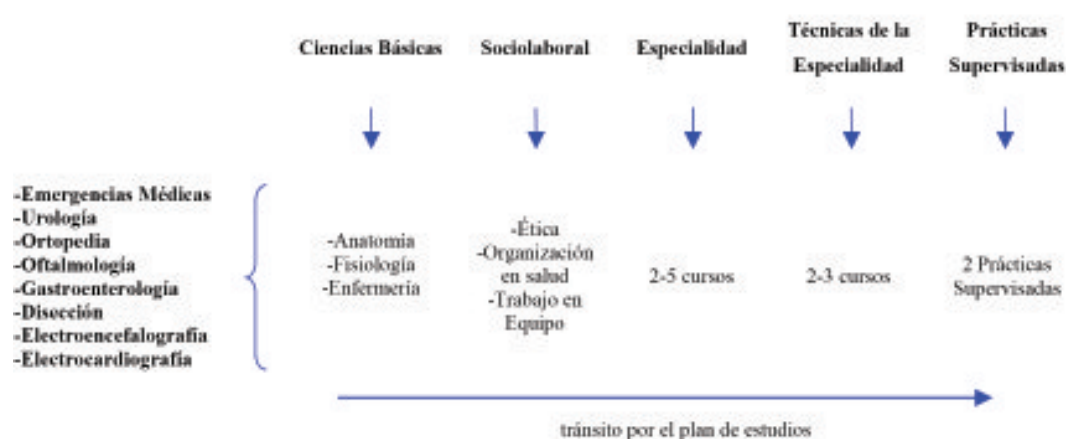 Ciencias Básicas
Sociolaboral
Especialidad
Técnicas de la
Especialidad
Prácticas
Supervisadas
-Emergencias Médicas
-Urología
-Ortopedia
-Oftalmología
-Gastroenterología
-Disección
-Electroencefalografía
-Electrocardiografía
-Anatomía
-Fisiología
-Enfermería
-Ética
-Organización
en salud
-Trabajo en
Equipo
2-5 cursos
2-3 cursos
2 Prácticas
Supervisadas
tránsito por el plan de estudios